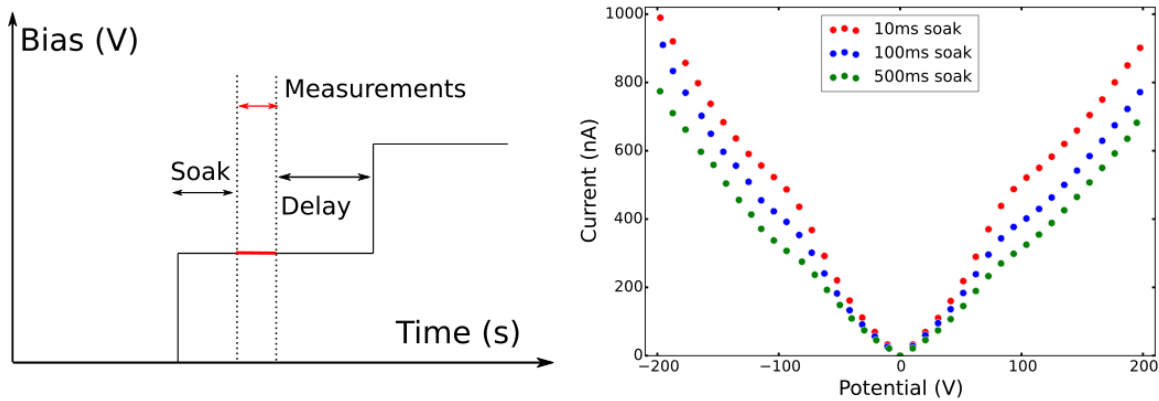 Bias (V)
Measurements
Soak
Delay
Time (s)
10ms soak
100ms soak
500ms soak
1000
800
600
400
200
0
Current (nA)
−200
−100
0
100
200
Potential (V)